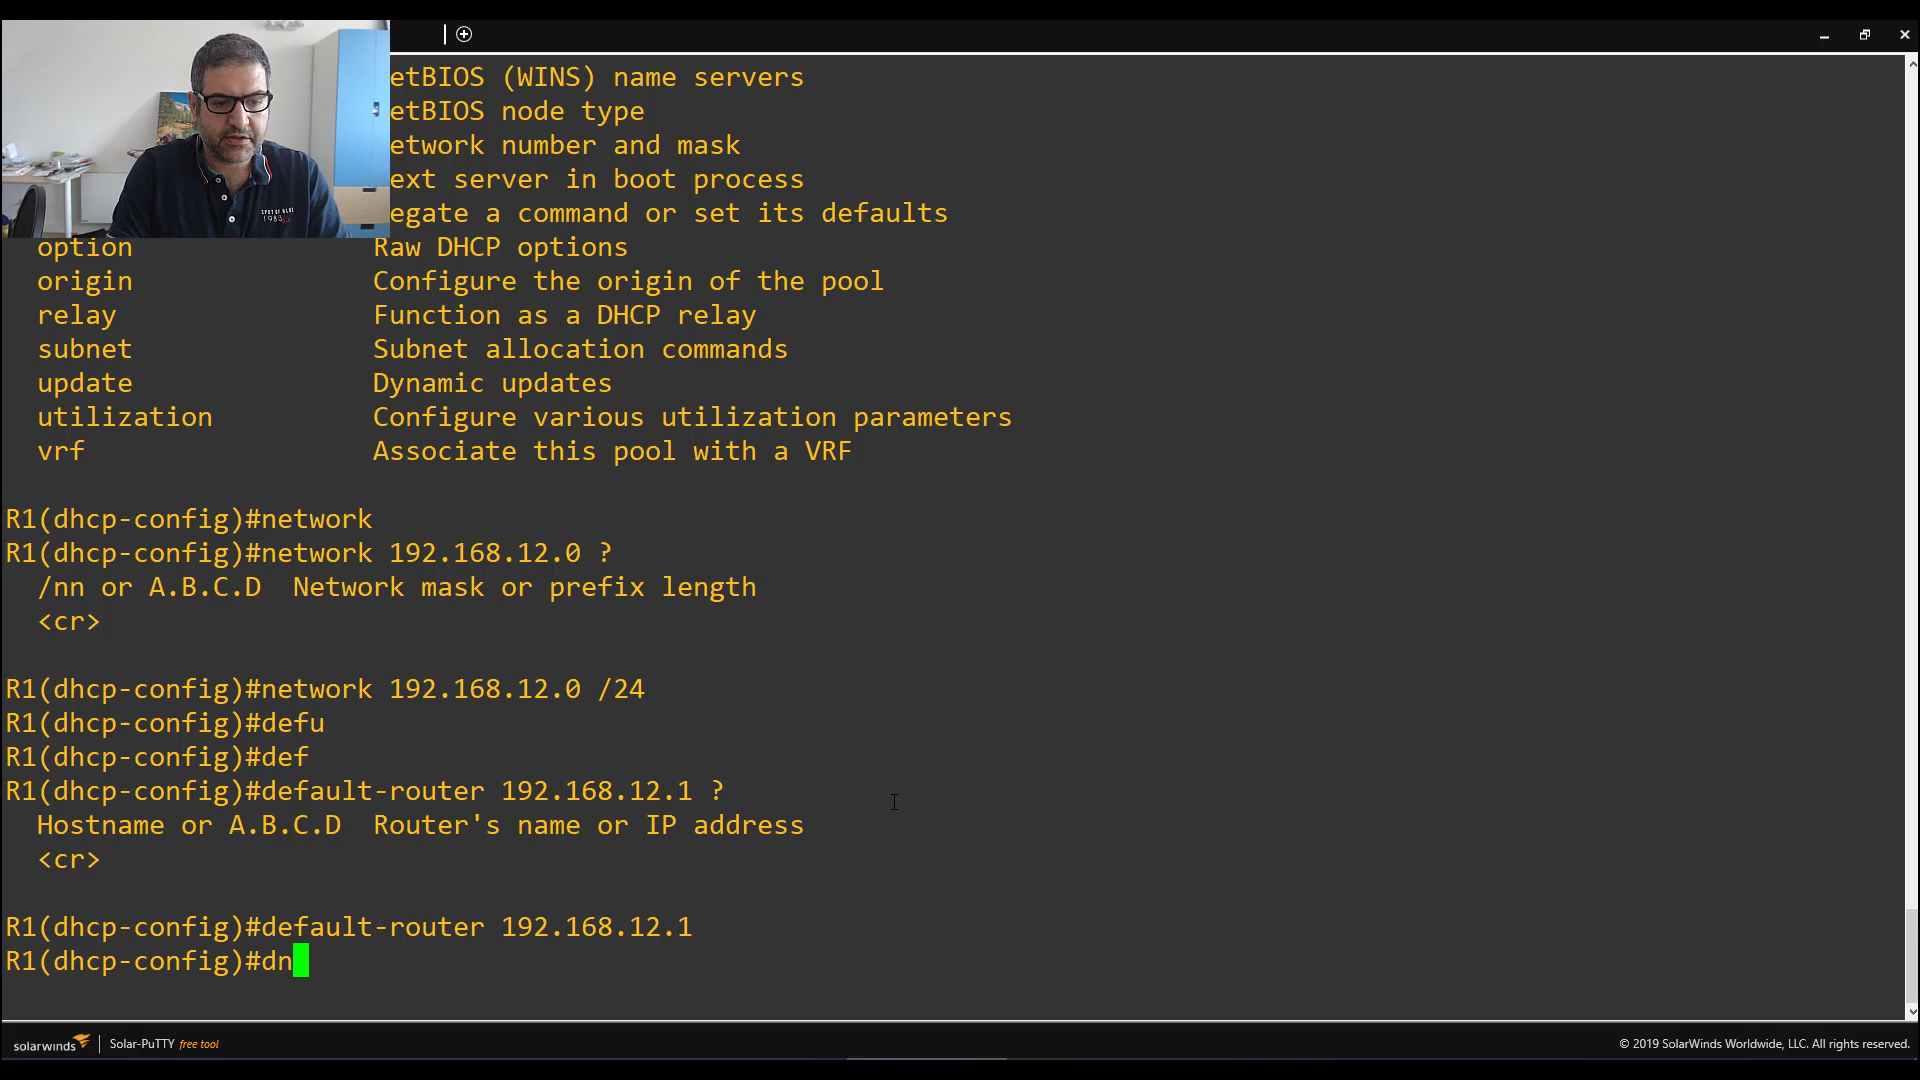 etBIOS (WINS) name servers
etBIOS node type
etwork number and mask
ext server in boot process
egate a command or set its defaults
option Raw DHCP options
origin Configure the origin of the pool
relay Function as a DHCP relay
subnet Subnet allocation commands
update Dynamic updates
utilization Configure various utilization parameters
vrf Associate this pool with a VRF
R1(dhcp-config)#network
R1(dhcp-config)#network 192.168.12.0 ?
/nn or A.B.C.D Network mask or prefix length
<cr>
R1(dhcp-config)#network 192.168.12.0 /24
R1(dhcp-config)#defu
R1(dhcp-config)#def
R1(dhcp-config)#default-router 192.168.12.1 ?
Hostname or A.B.C.D Router's name or IP address
<cr>
R1(dhcp-config)#default-router 192.168.12.1
R1(dhcp-config)#dn
solarwinds | Solar-PuTTY free tool
© 2019 SolarWinds Worldwide, LLC. All rights reserved.
SPOT OF BLUE
1983